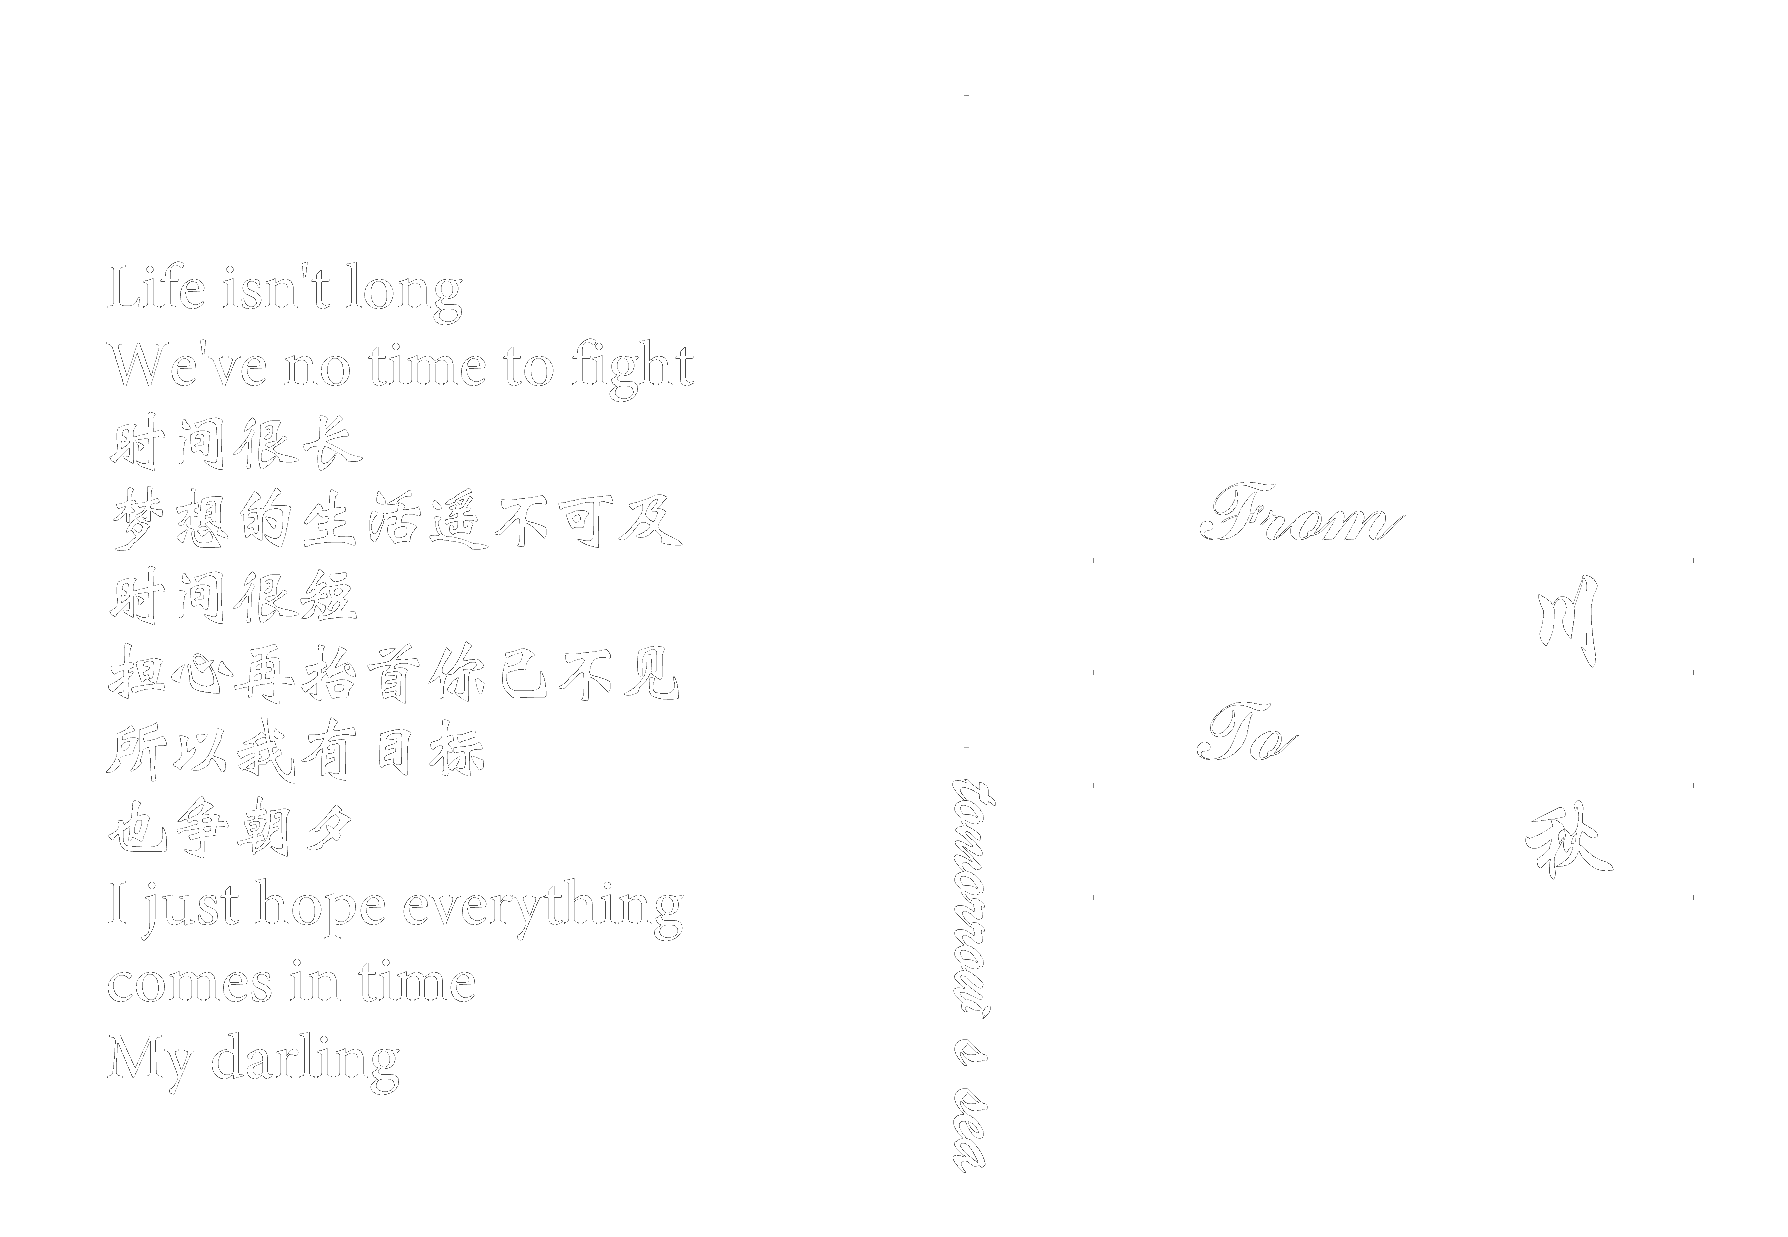 Life isn't long
We've no time to fight
时间很长
梦想的生活遥不可及
时间很短
担心再抬首你已不见
所以我有目标
也争朝夕
I just hope everything
comes in time
My darling
tomorrow s sea
From
川
To
秋